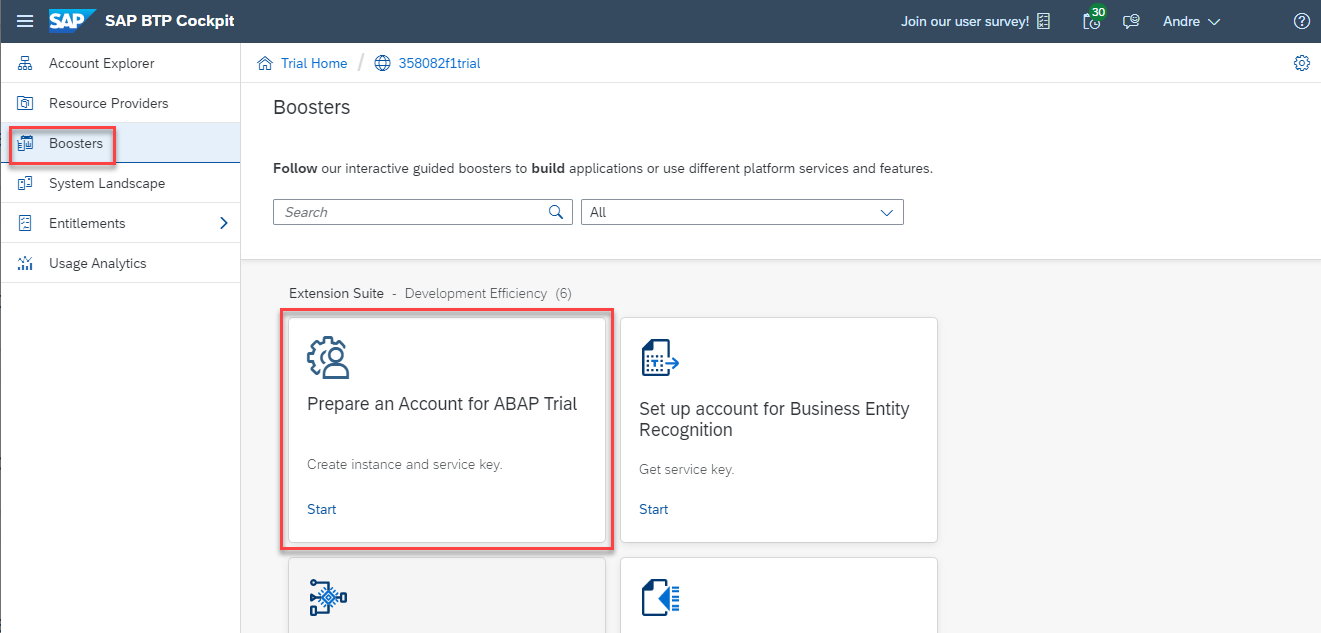 SAP SAP BTP Cockpit
Join our user survey!
30
Andre
Account Explorer
Resource Providers
Boosters
System Landscape
Entitlements
Usage Analytics
Trial Home / 358082f1trial
Boosters
Follow our interactive guided boosters to build applications or use different platform services and features.
Search
All
Extension Suite - Development Efficiency (6)
Prepare an Account for ABAP Trial
Create instance and service key.
Start
Set up account for Business Entity
Recognition
Get service key.
Start